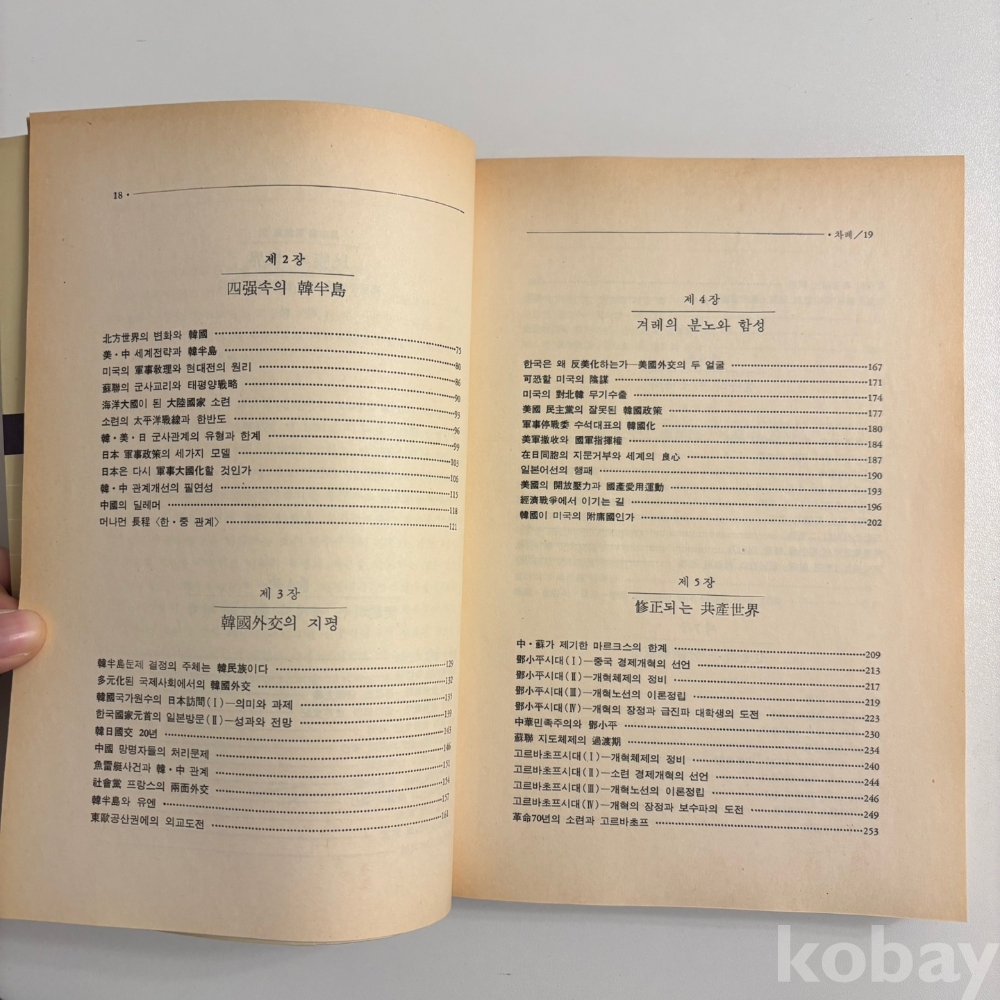 18 •
제 2 장
四强속의 韓半島
北方世界의 변화와 韓國 75
美·中 세계전략과 韓半島 80
미국의 軍事敎理와 현대전의 원리 86
蘇聯의 군사교리와 태평양戰略 90
海洋大國이 된 大陸國家 소련 93
소련의 太平洋戰線과 한반도 96
韓·美·日 군사관계의 유형과 한계 99
日本 軍事政策의 세가지 모델 103
日本은 다시 軍事大國化할 것인가 106
韓·中 관계개선의 필연성 115
中國의 딜레머 118
머나먼 長程〈한·중 관계〉 121
제 3 장
韓國外交의 지평
韓半島문제 결정의 주체는 韓民族이다 125
多元化된 국제사회에서의 韓國外交 132
韓國국가원수의 日本訪問(Ⅰ)—의미와 과제 135
한국國家元首의 일본방문(Ⅱ)—성과와 전망 139
韓日國交 20년 143
中國 망명자들의 처리문제 146
魚雷艇사건과 韓·中 관계 151
社會黨 프랑스의 兩面外交 154
韓半島와 유엔 157
東歐공산권에의 외교도전 164
• 차례/19
제 4 장
겨레의 분노와 함성
한국은 왜 反美化하는가—美國外交의 두 얼굴 167
可恐할 미국의 陰謀 171
미국의 對北韓 무기수출 174
美國 民主黨의 잘못된 韓國政策 177
軍事停戰委 수석대표의 韓國化 180
美軍撤收와 國軍指揮權 184
在日同胞의 지문거부와 세계의 良心 187
일본어선의 행패 190
美國의 開放壓力과 國產愛用運動 193
經濟戰爭에서 이기는 길 196
韓國이 미국의 附庸國인가 202
제 5 장
修正되는 共產世界
中·蘇가 제기한 마르크스의 한계 209
鄧小平시대(Ⅰ)—중국 경제개혁의 선언 213
鄧小平시대(Ⅱ)—개혁체제의 정비 217
鄧小平시대(Ⅲ)—개혁노선의 이론정립 219
鄧小平시대(Ⅳ)—개혁의 장정과 급진파 대학생의 도전 223
中華民族주의와 鄧小平 230
蘇聯 지도체제의 過渡期 234
고르바초프시대(Ⅰ)—개혁체제의 정비 240
고르바초프시대(Ⅱ)—소련 경제개혁의 선언 244
고르바초프시대(Ⅲ)—개혁노선의 이론정립 246
고르바초프시대(Ⅳ)—개혁의 장정과 보수파의 도전 249
革命70년의 소련과 고르바초프 253
kobay